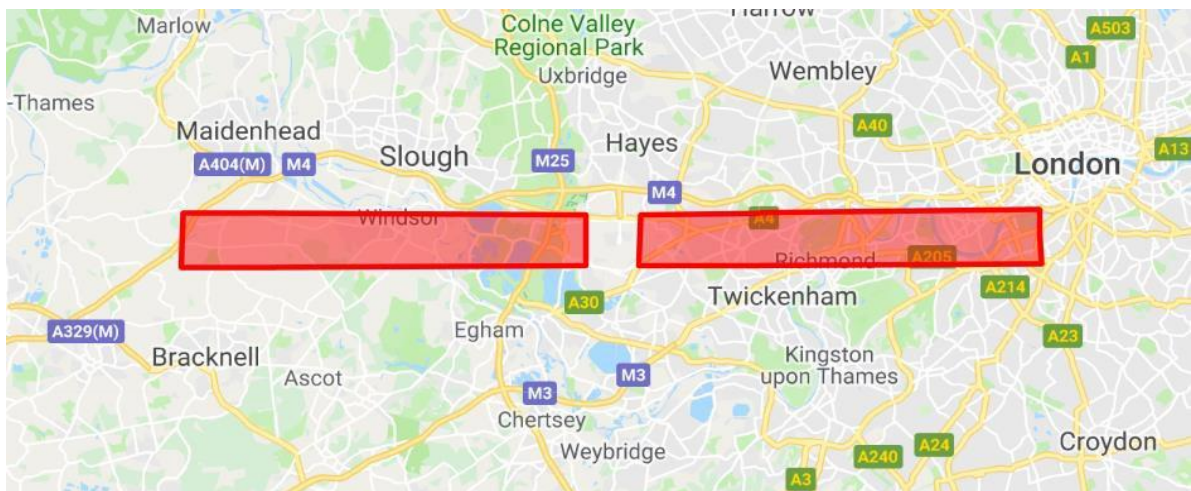 Marlow
Colne Valley
Regional Park
Harrow
A503
A1
Uxbridge
Wembley
-Thames
Maidenhead
Hayes
A40
A404(M)
M4
Slough
M25
A13
London
M4
Windsor
A4
Richmond
A205
A30
Twickenham
A214
A329(M)
Egham
A23
Bracknell
Ascot
Kingston
upon Thames
M3
M3
Chertsey
Weybridge
A240
A24
Croydon
A3